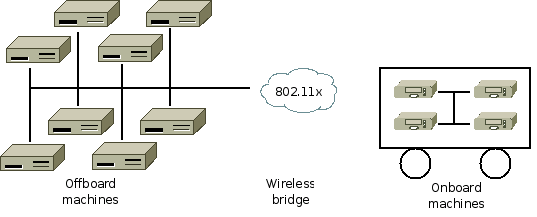 802.11x
Offboard
machines
Wireless
bridge
Onboard
machines